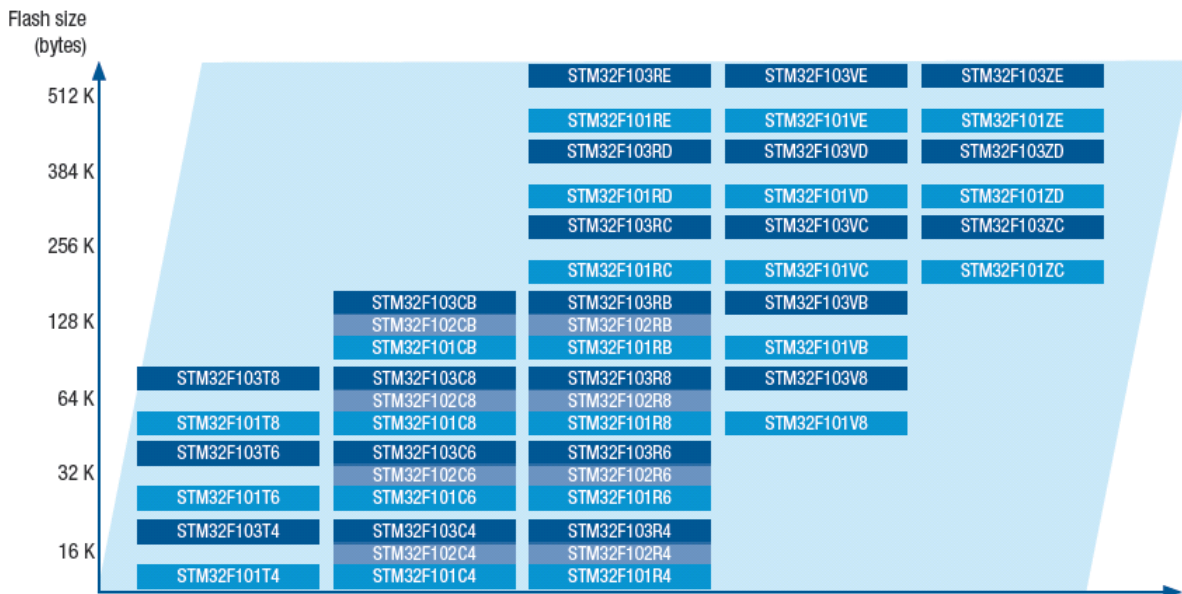 Flash size
(bytes)
STM32F103RE STM32F103VE STM32F103ZE
512 K
STM32F101RE STM32F101VE STM32F101ZE
STM32F103RD STM32F103VD STM32F103ZD
384 K
STM32F101RD STM32F101VD STM32F101ZD
STM32F103RC STM32F103VC STM32F103ZC
256 K
STM32F101RC STM32F101VC STM32F101ZC
STM32F103CB STM32F103RB STM32F103VB
128 K STM32F102CB STM32F102RB
STM32F101CB STM32F101RB STM32F101VB
STM32F103T8 STM32F103C8 STM32F103R8 STM32F103V8
64 K STM32F102C8 STM32F102R8
STM32F101T8 STM32F101C8 STM32F101R8 STM32F101V8
STM32F103T6 STM32F103C6 STM32F103R6
32 K STM32F102C6 STM32F102R6
STM32F101T6 STM32F101C6 STM32F101R6
STM32F103T4 STM32F103C4 STM32F103R4
16 K STM32F102C4 STM32F102R4
STM32F101T4 STM32F101C4 STM32F101R4